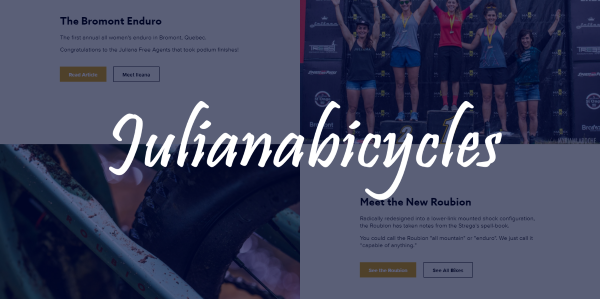 The Bromont Enduro
The first annual all women's enduro in Bromont, Quebec.
Congratulations to the Juliana Free Agents that took podium finishes!
Read Article
Meet Ileana
Julianabicycles
Meet the New Roubion
Radically redesigned into a lower-link mounted shock configuration,
the Roubion has taken notes from the Strega's spell book.
You could call the Roubion "all-mountain" or "enduro". We just call it
"capable of anything."
See the Roubion
See All Bikes